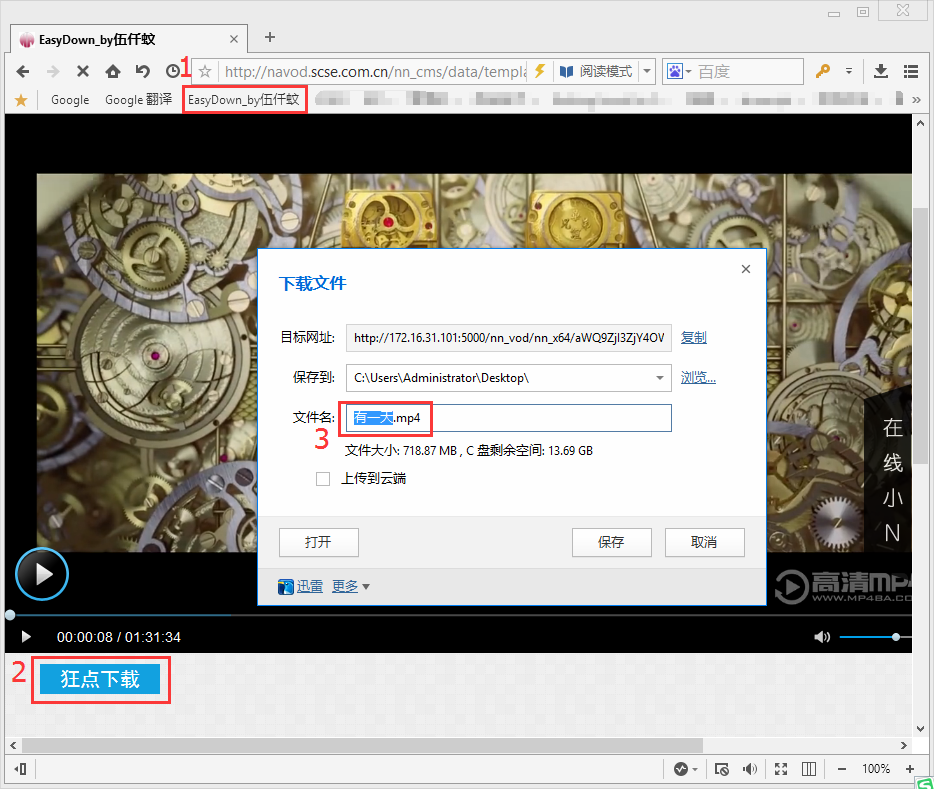 EasyDown_by伍仟蚊
1
http://navod.scse.com.cn/nn_cms/data/templa
阅读模式
百度
Google
Google 翻译
EasyDown_by伍仟蚊
下载文件
目标网址:
http://172.16.31.101:5000/nn_vod/nn_x64/aWQ9ZjI3ZjY4OV
复制
保存到:
C:\Users\Administrator\Desktop\
浏览...
文件名:
有一天.mp4
3
文件大小: 718.87 MB , C 盘剩余空间: 13.69 GB
上传到云端
打开
保存
取消
迅雷
更多
在线小N
高清MP4
WWW.MP4BA.COM
00:00:08 / 01:31:34
2
狂点下载
100%